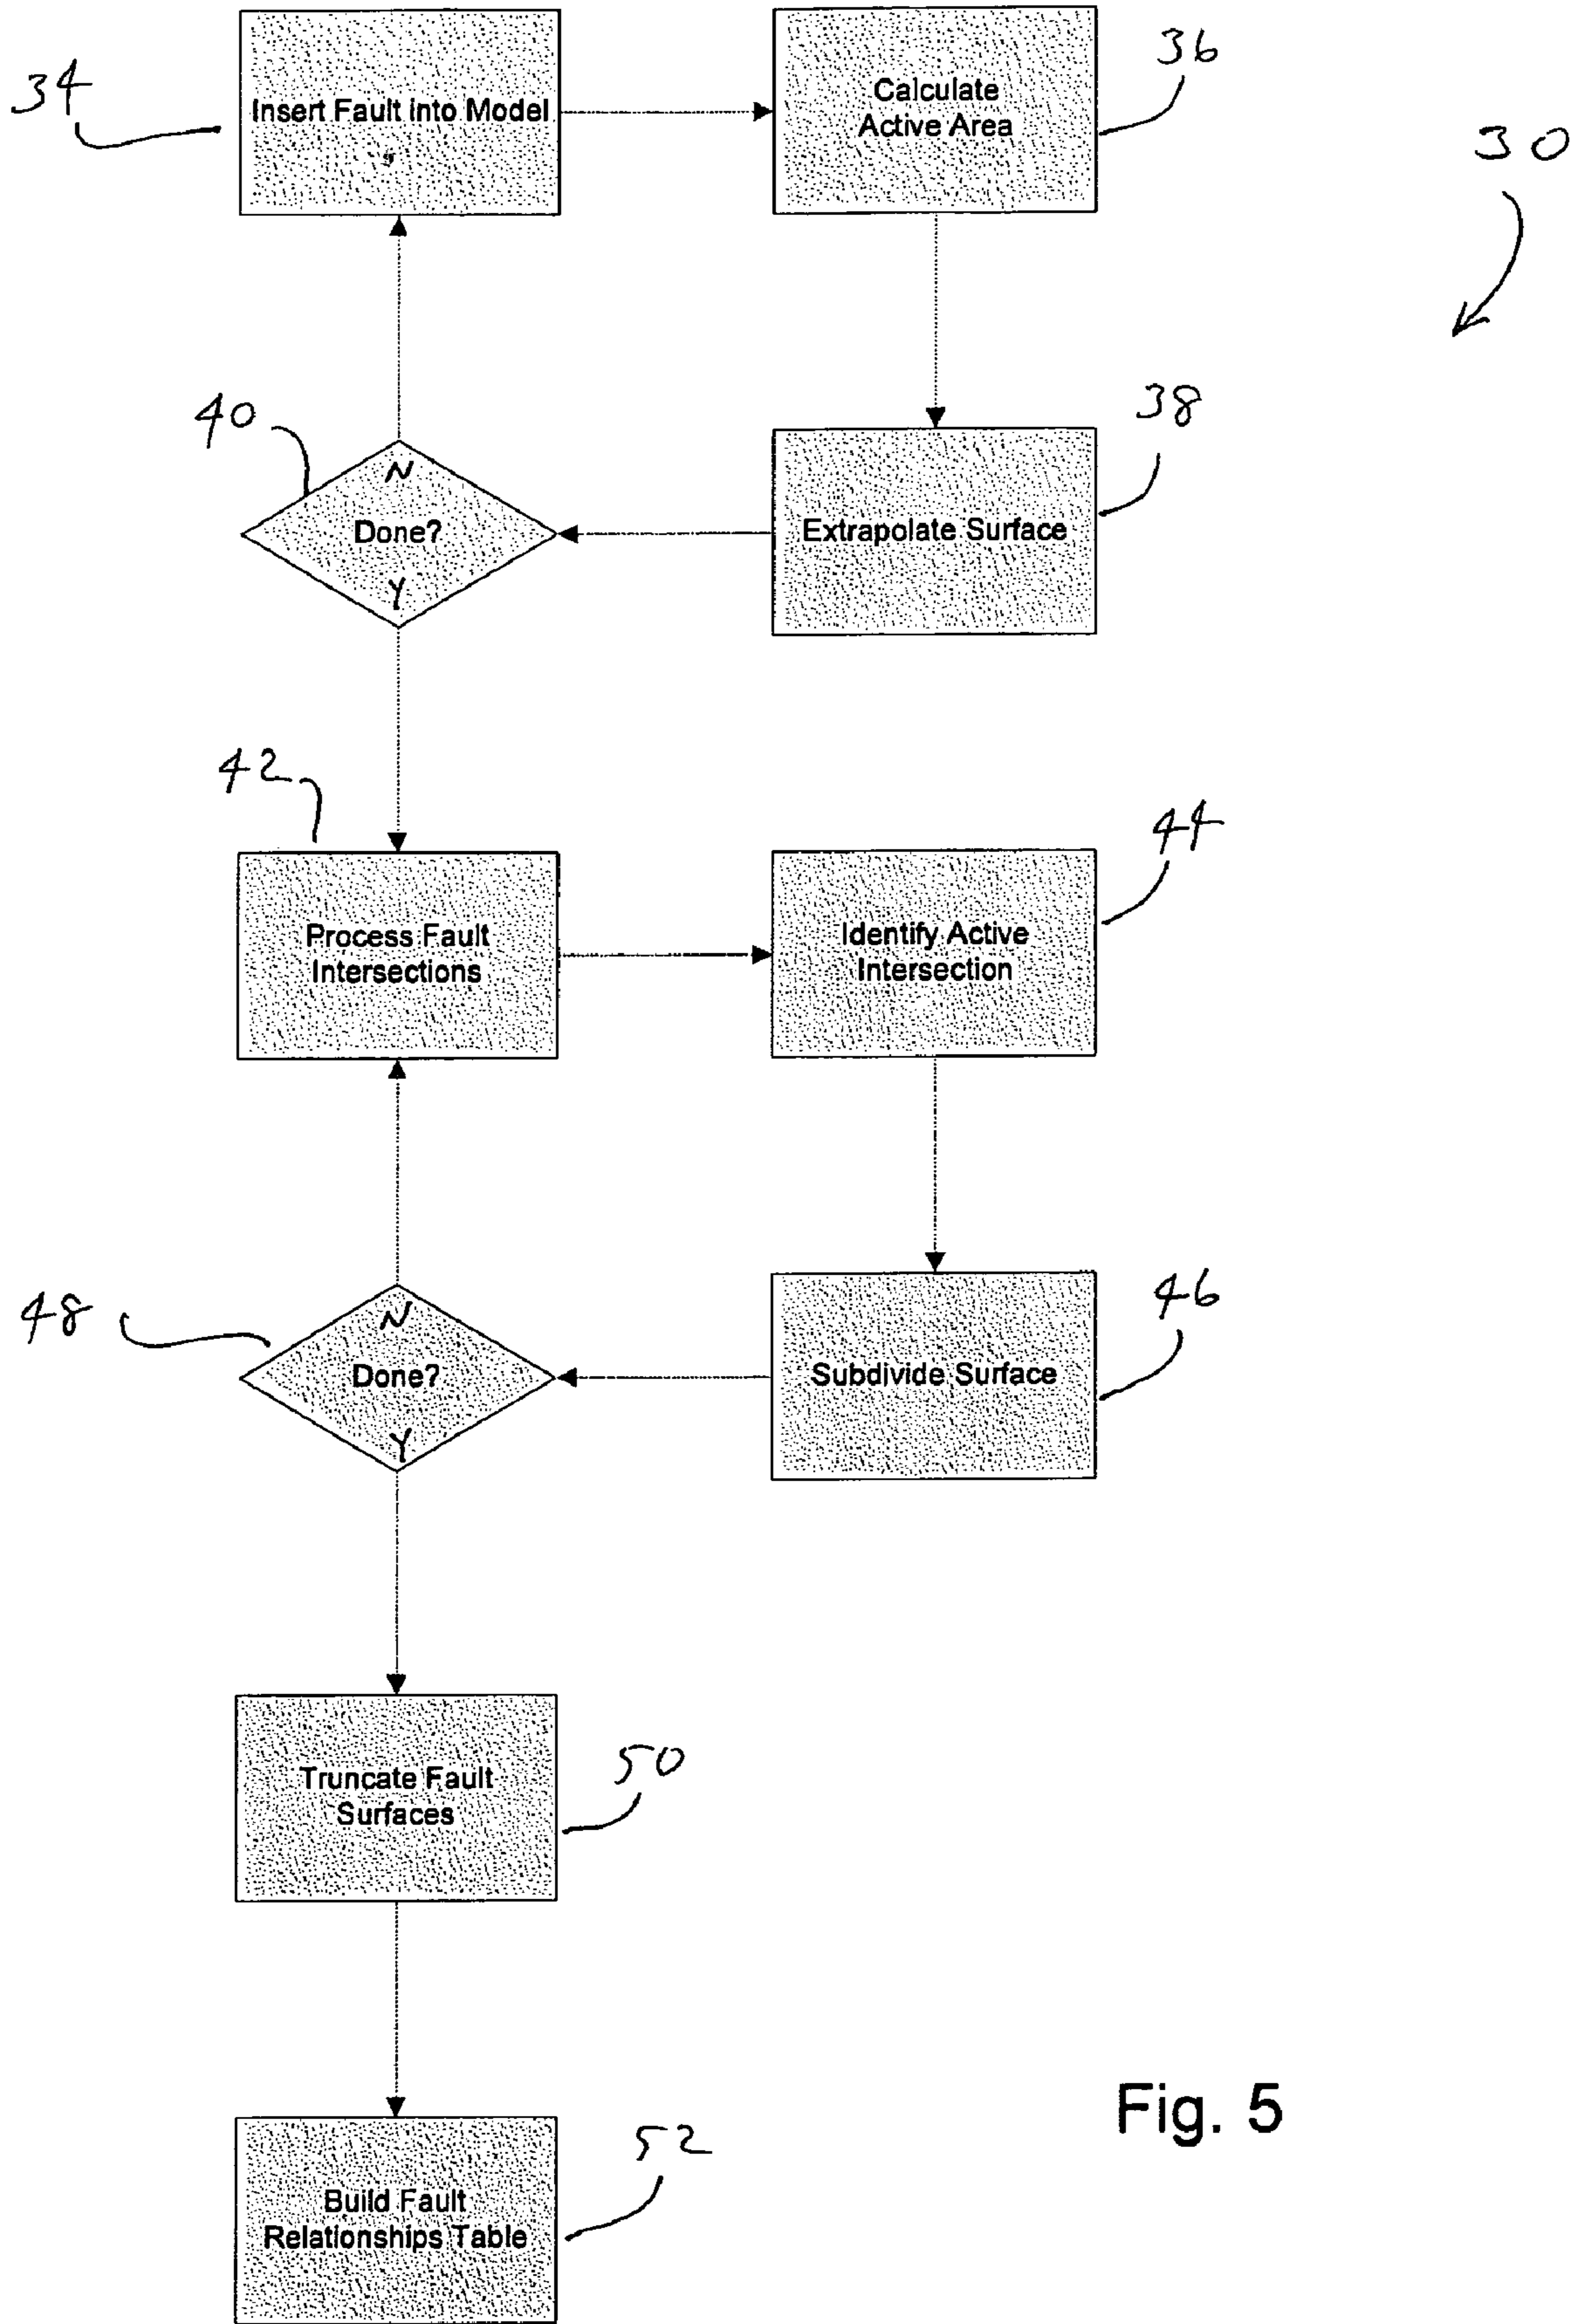 34
Insert Fault into Model
Calculate
Active Area
36
30
40
N
Done?
Y
Extrapolate Surface
38
42
Process Fault
Intersections
Identify Active
Intersection
44
48
N
Done?
Y
Subdivide Surface
46
Truncate Fault
Surfaces
50
Build Fault
Relationships Table
52
Fig. 5